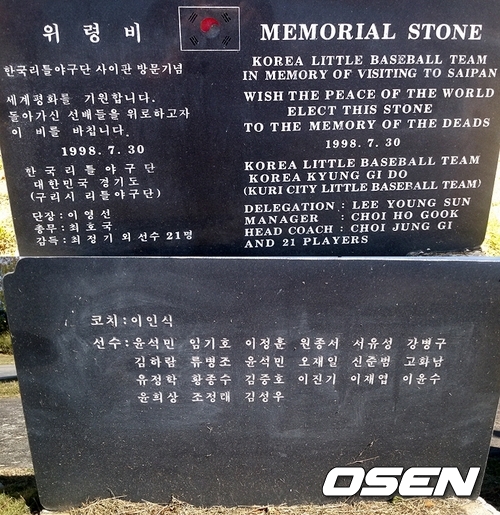 위 령 비
한국리틀야구단 사이판 방문기념
세계평화를 기원합니다.
돌아가신 선배들을 위로하고자
이 비를 바칩니다.
1998. 7. 30
한 국 리 틀 야 구 단
대한민국 경기도
(구리시 리틀야구단)
단장 : 이 영 선
총무 : 최 호 국
감독 : 최 정 기 외 선수 21명
MEMORIAL STONE
KOREA LITTLE BASEBALL TEAM
IN MEMORY OF VISITING TO SAIPAN
WISH THE PEACE OF THE WORLD
ELECT THIS STONE
TO THE MEMORY OF THE DEADS
1998. 7. 30
KOREA LITTLE BASEBALL TEAM
KOREA KYUNG GI DO
(KURI CITY LITTLE BASEBALL TEAM)
DELEGATION : LEE YOUNG SUN
MANAGER : CHOI HO GOOK
HEAD COACH : CHOI JUNG GI
AND 21 PLAYERS
코치 : 이인식
선수 : 윤석민 임기호 이정훈 원종서 서유성 강병구
김하람 류병조 윤석민 오재일 신준범 고화남
유정학 황종수 김중호 이진기 이재엽 이윤수
윤희상 조정태 김성우
OSEN